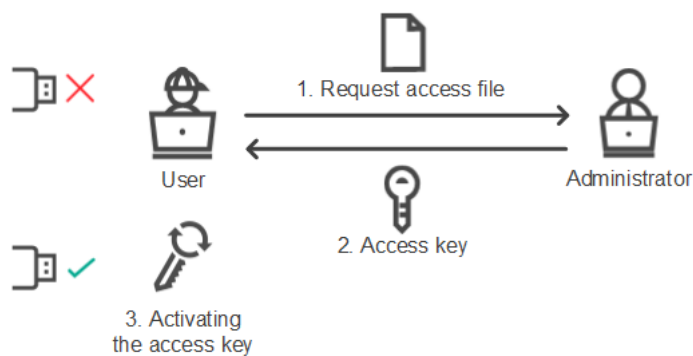 1. Request access file
User
Administrator
2. Access key
3. Activating
the access key